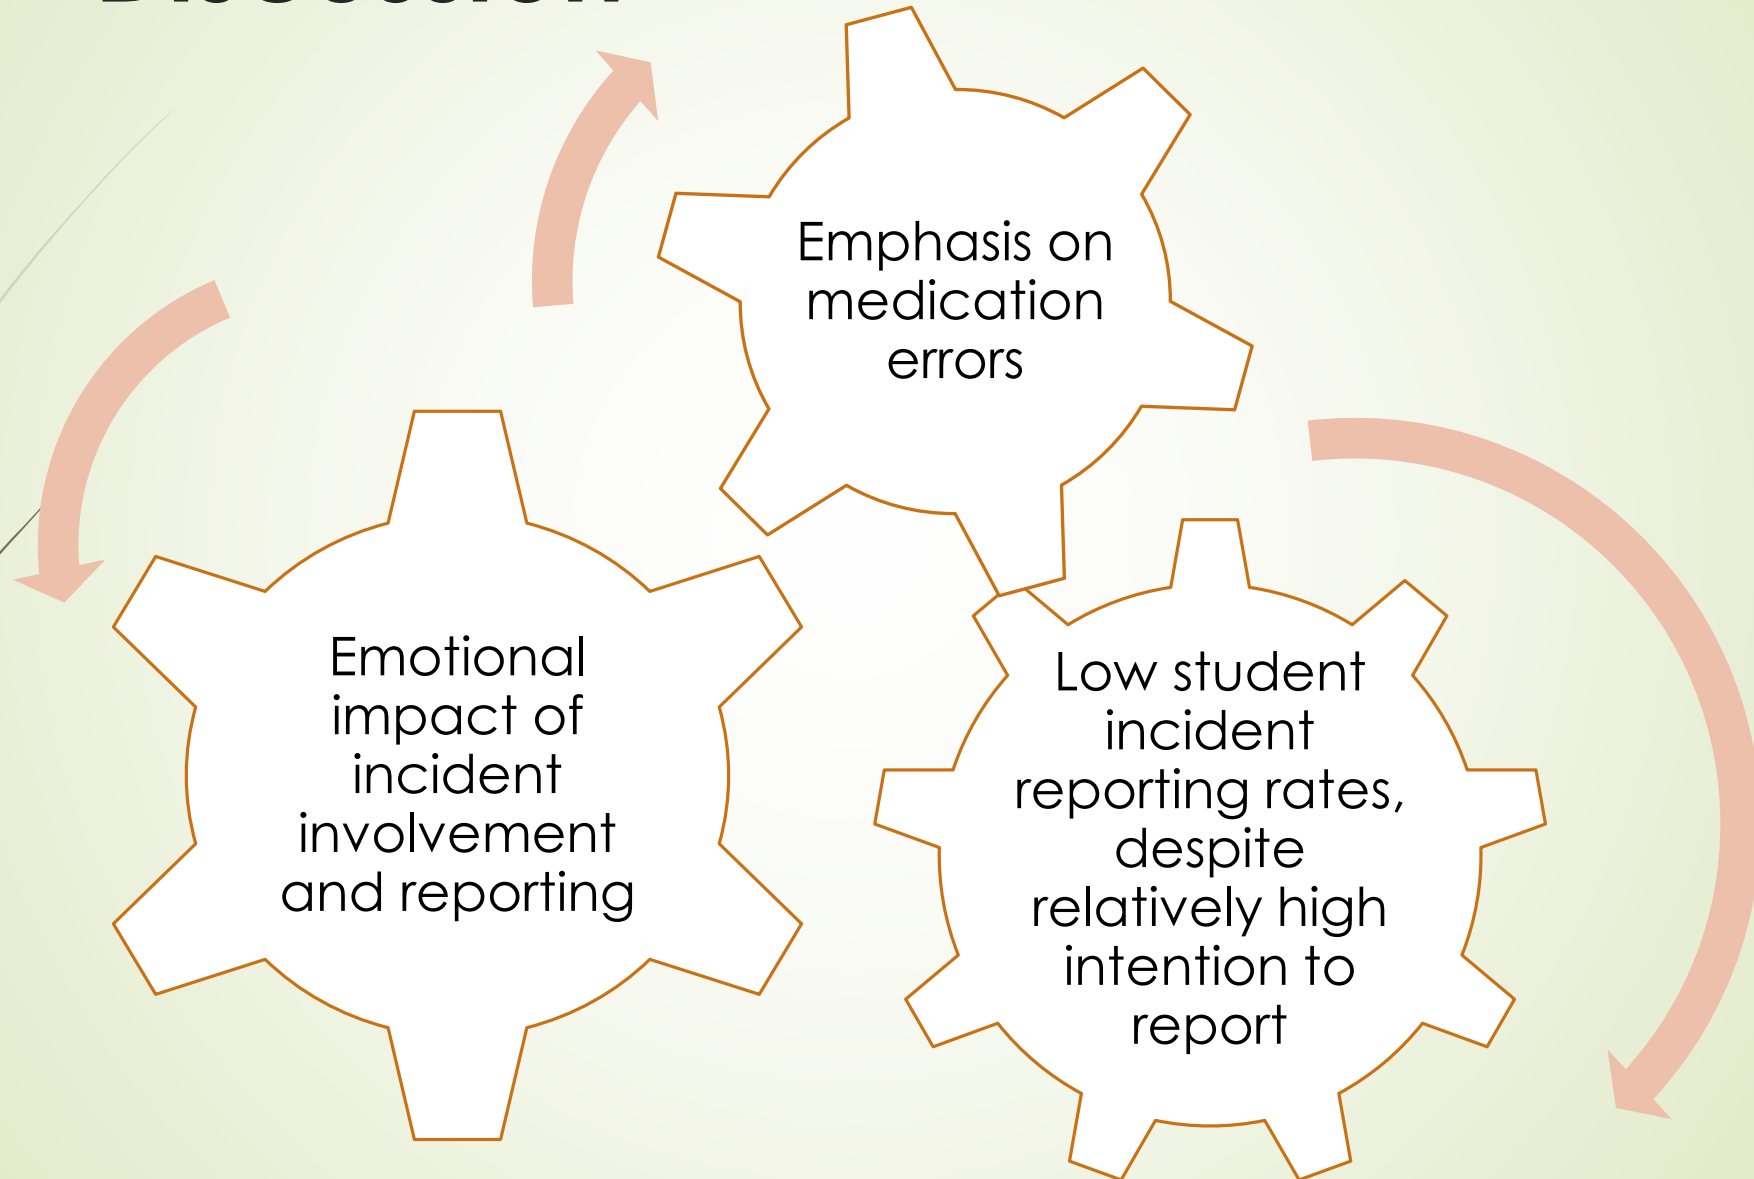 Discussion
Emphasis on
medication
errors
Emotional
impact of
incident
involvement
and reporting
Low student
incident
reporting rates,
despite
relatively high
intention to
report